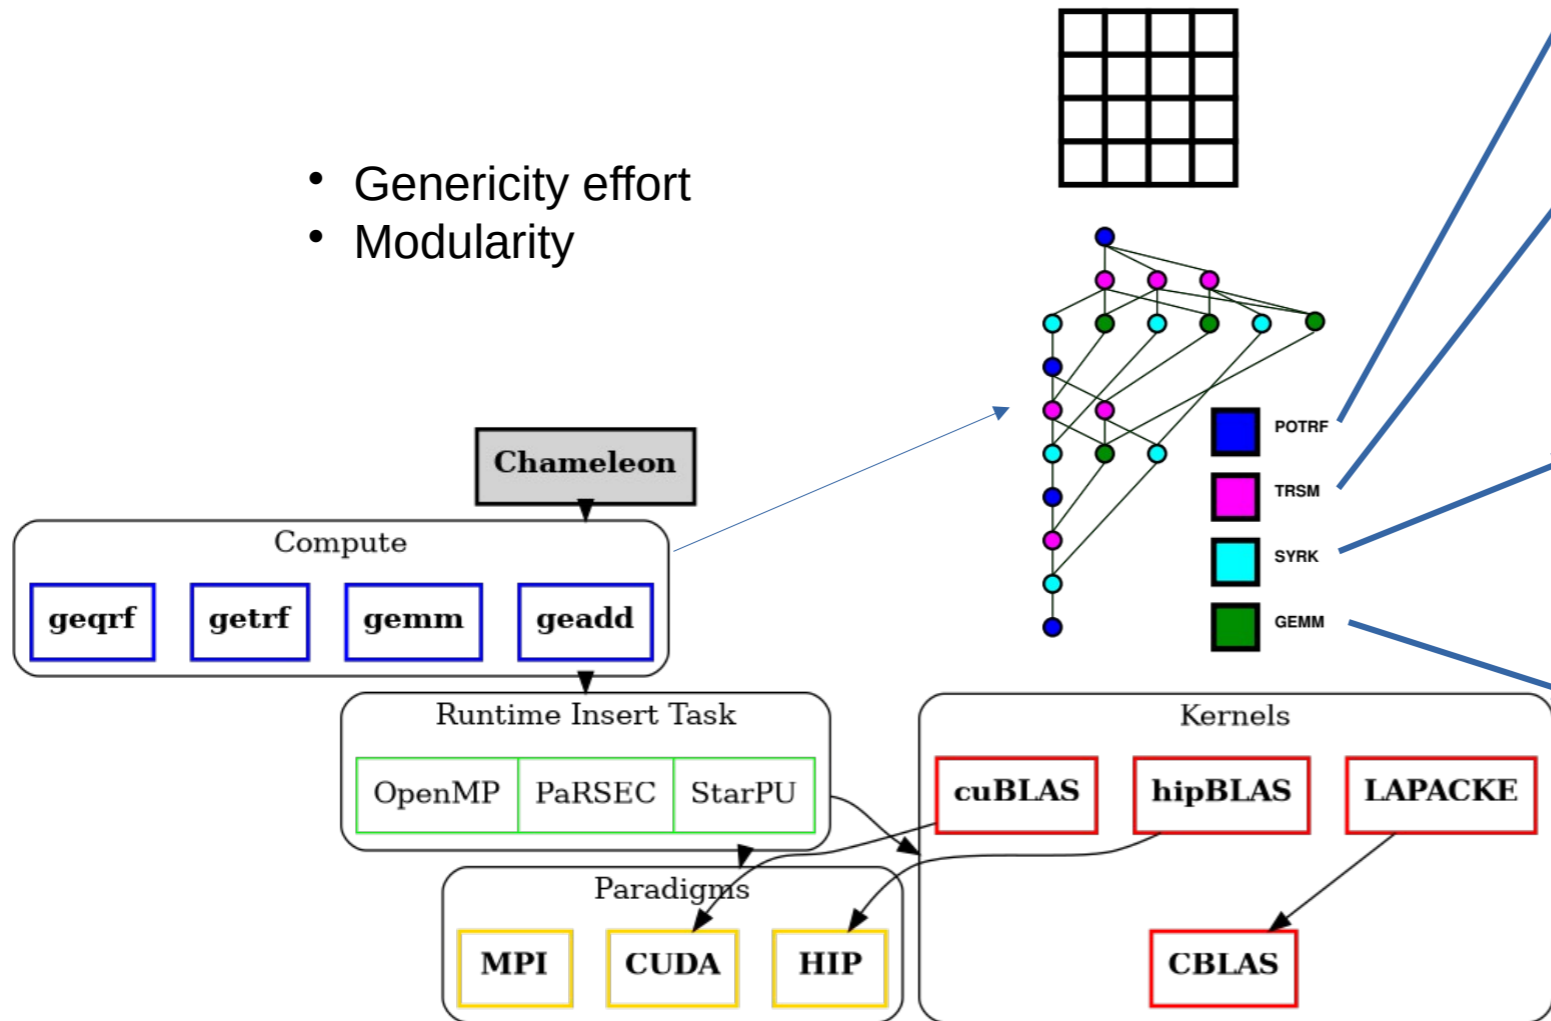 • Genericity effort
• Modularity
POTRF
TRSM
SYRK
GEMM
Chameleon
Compute
geqrf getrf gemm geadd
Runtime Insert Task
OpenMP PaRSEC StarPU
Kernels
cuBLAS hipBLAS LAPACKE
CBLAS
Paradigms
MPI CUDA HIP